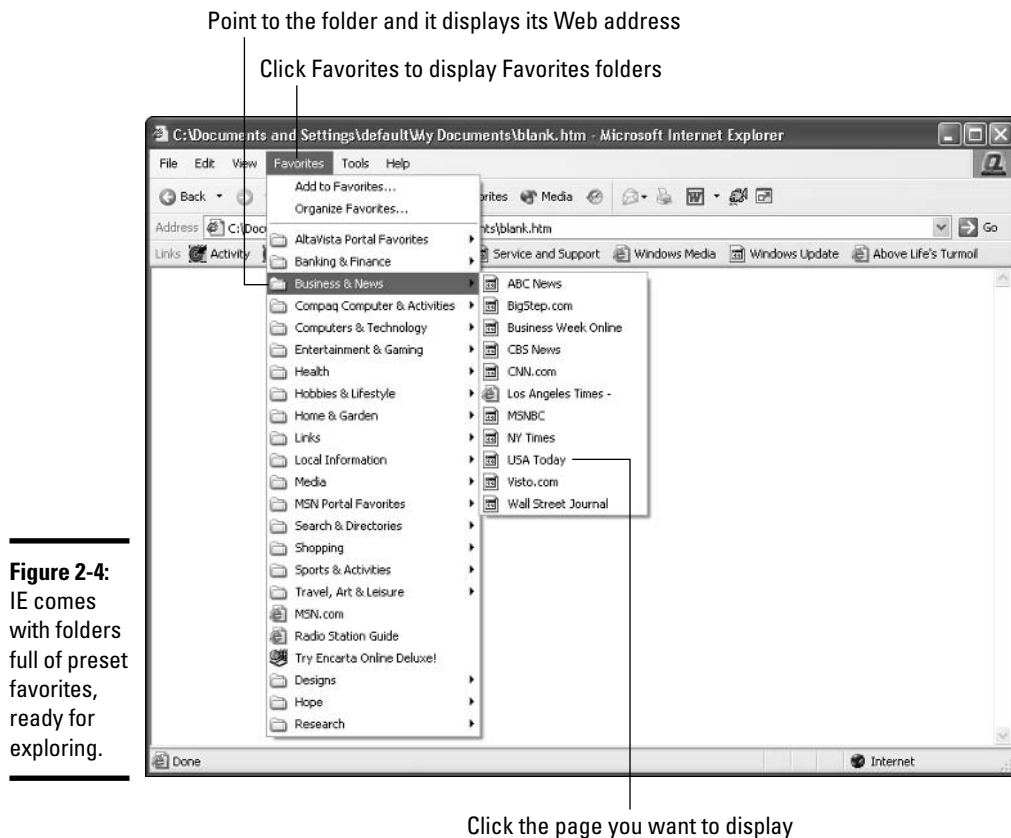 Point to the folder and it displays its Web address
Click Favorites to display Favorites folders
C:\Documents and Settings\default\My Documents\blank.htm - Microsoft Internet Explorer
File Edit View Favorites Tools Help
Back
Media
Address
Go
Links Activity
Service and Support Windows Media Windows Update Above Life's Turmoil
Add to Favorites...
Organize Favorites...
AltaVista Portal Favorites
Banking & Finance
Business & News
Compaq Computer & Activities
Computers & Technology
Entertainment & Gaming
Health
Hobbies & Lifestyle
Home & Garden
Links
Local Information
Media
MSN Portal Favorites
Search & Directories
Shopping
Sports & Activities
Travel, Art & Leisure
MSN.com
Radio Station Guide
Try Encarta Online Deluxe!
Designs
Hope
Research
ABC News
BigStep.com
Business Week Online
CBS News
CNN.com
Los Angeles Times -
MSNBC
NY Times
USA Today
Visto.com
Wall Street Journal
Done
Internet
Figure 2-4:
IE comes
with folders
full of preset
favorites,
ready for
exploring.
Click the page you want to display